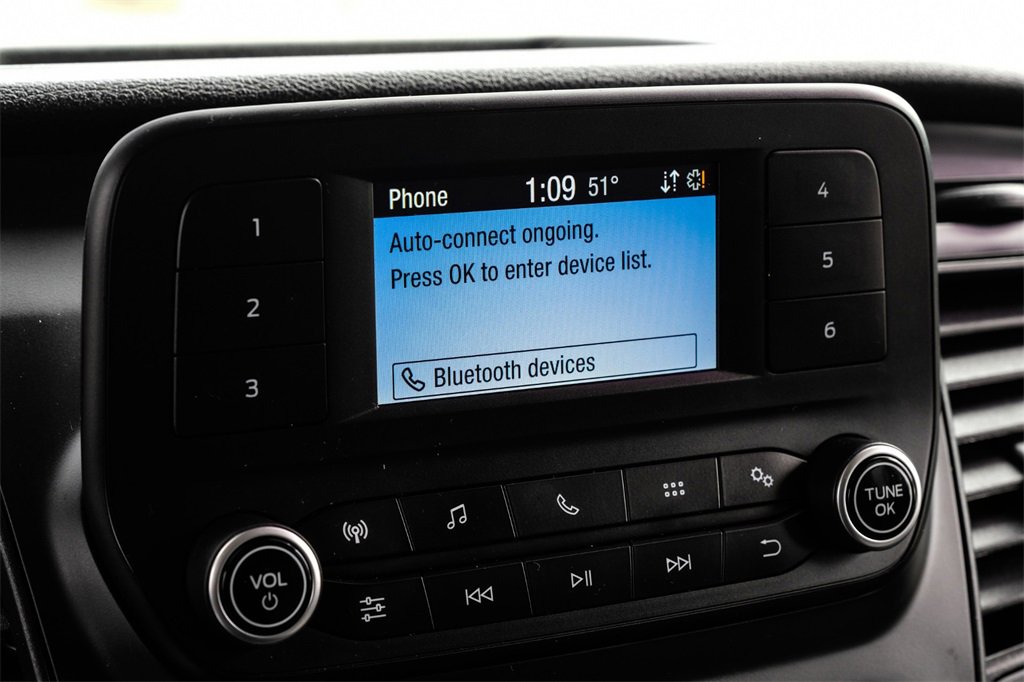 Phone 1:09 51°
Auto-connect ongoing.
Press OK to enter device list.
Bluetooth devices
1
2
3
4
5
6
VOL
TUNE
OK